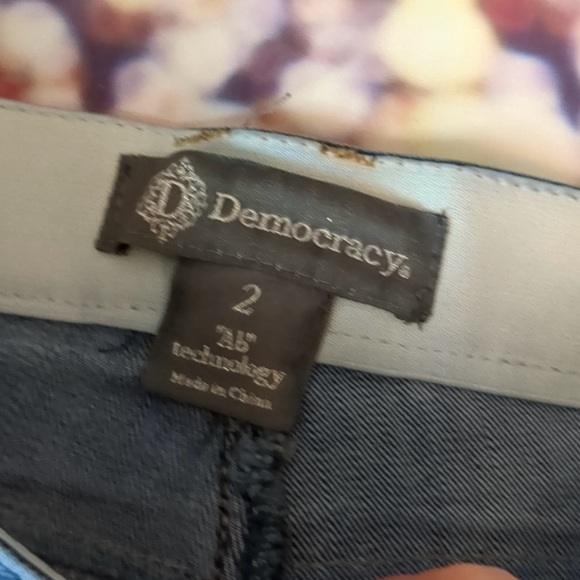 D
Democracy
2
"Ab"
technology
Made in China